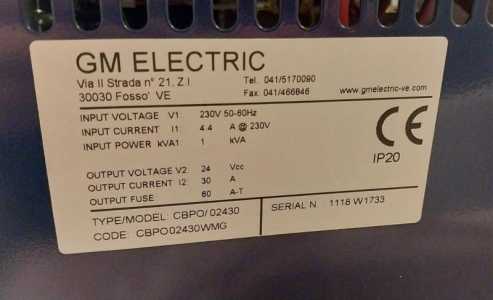 GM ELECTRIC
Via II Strada n° 21. Z I
30030 Fosso' VE
Tel. 041/5170090
Fax. 041/466846
www.gmelectric-ve.com
INPUT VOLTAGE V1 230V 50-60Hz
INPUT CURRENT I1 4.4 A @ 230V
INPUT POWER KVA1 1 kVA
OUTPUT VOLTAGE V2 24 Vcc
OUTPUT CURRENT I2 30 A
OUTPUT FUSE 60 A-T
CE
IP20
TYPE/MODEL: CBPO/02430
CODE: CBPO02430WMG
SERIAL N : 1118 W1733